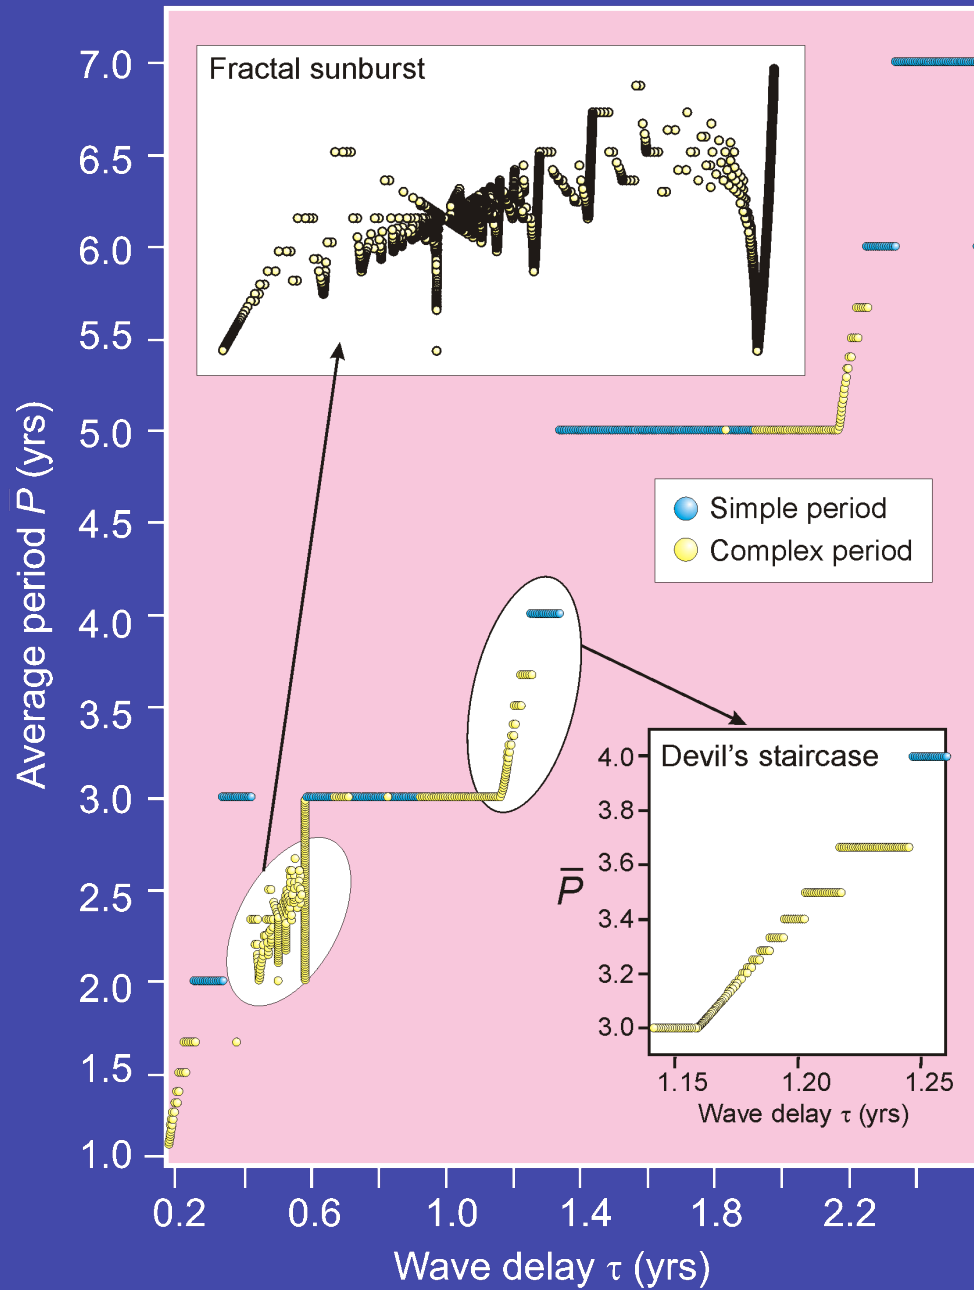 7.0
6.5
6.0
5.5
5.0
4.5
4.0
3.5
3.0
2.5
2.0
1.5
1.0
Average period P̅ (yrs)
Fractal sunburst
Simple period
Complex period
Devil's staircase
4.0
3.8
3.6
3.4
3.2
3.0
P̅
1.15 1.20 1.25
Wave delay τ (yrs)
0.2 0.6 1.0 1.4 1.8 2.2
Wave delay τ (yrs)